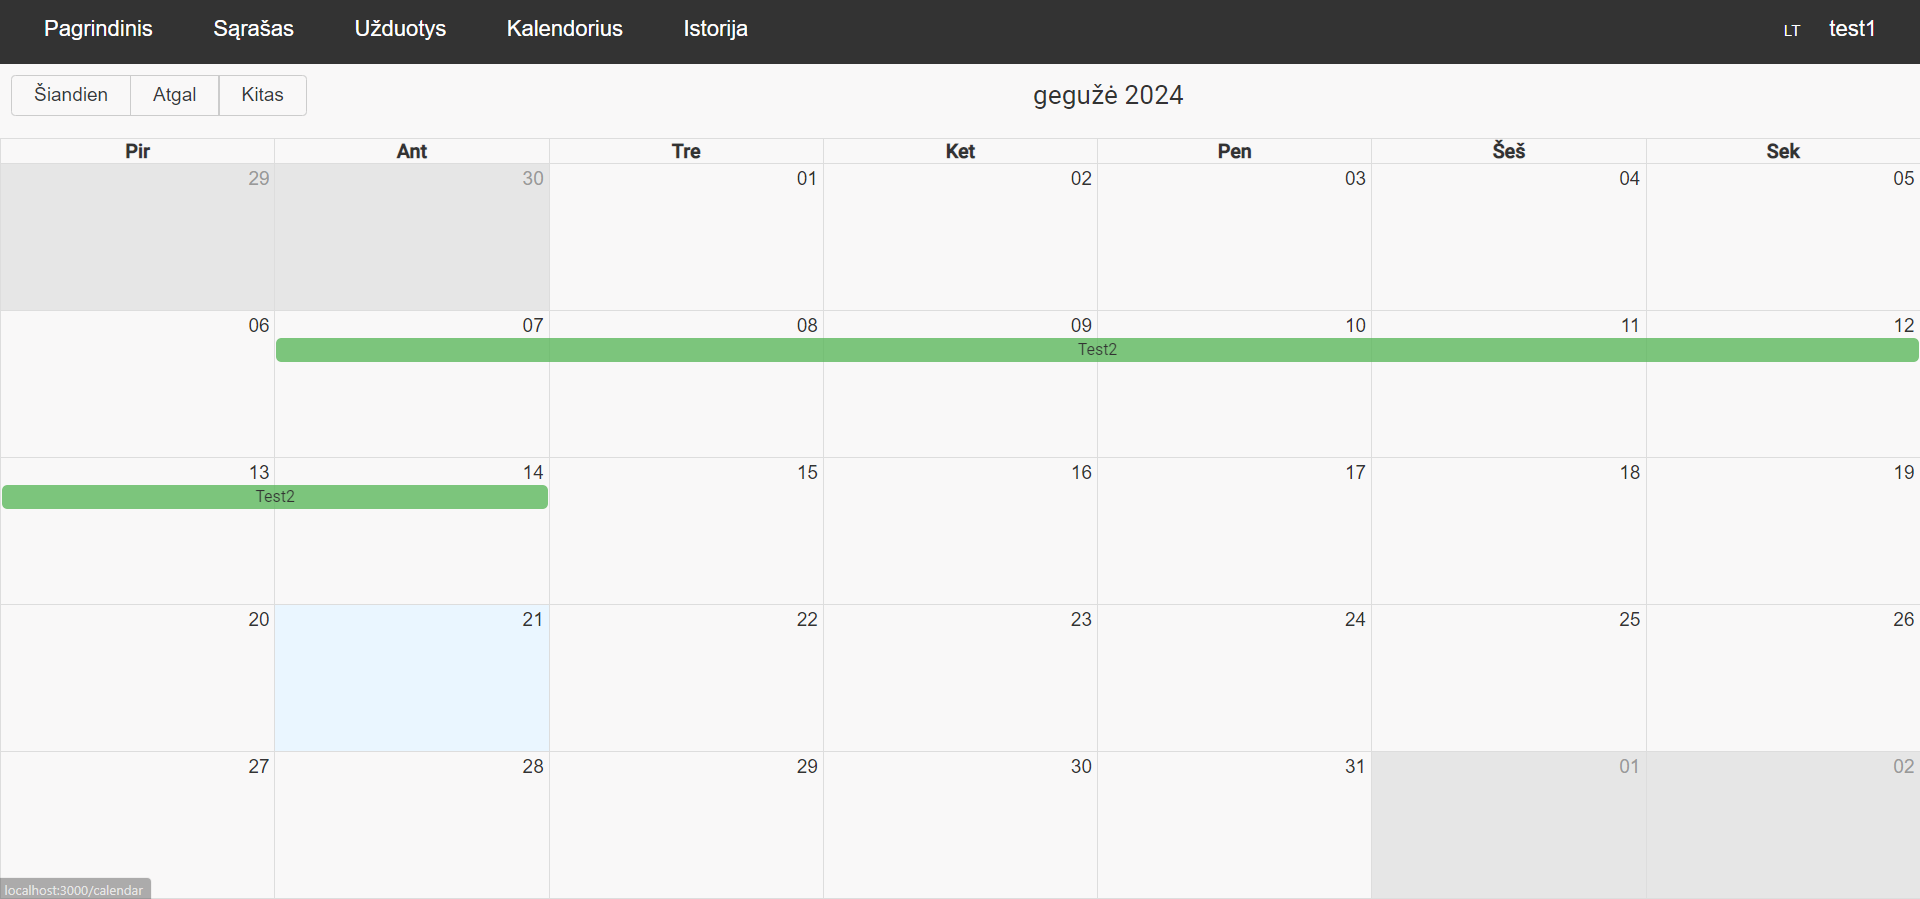 Pagrindinis Sąrašas Užduotys Kalendorius Istorija LT test1
Šiandien Atgal Kitas gegužė 2024
Pir Ant Tre Ket Pen Šeš Sek
29 30 01 02 03 04 05
06 07 08 09 10 11 12
Test2
13 14 15 16 17 18 19
Test2
20 21 22 23 24 25 26
27 28 29 30 31 01 02
localhost:3000/calendar